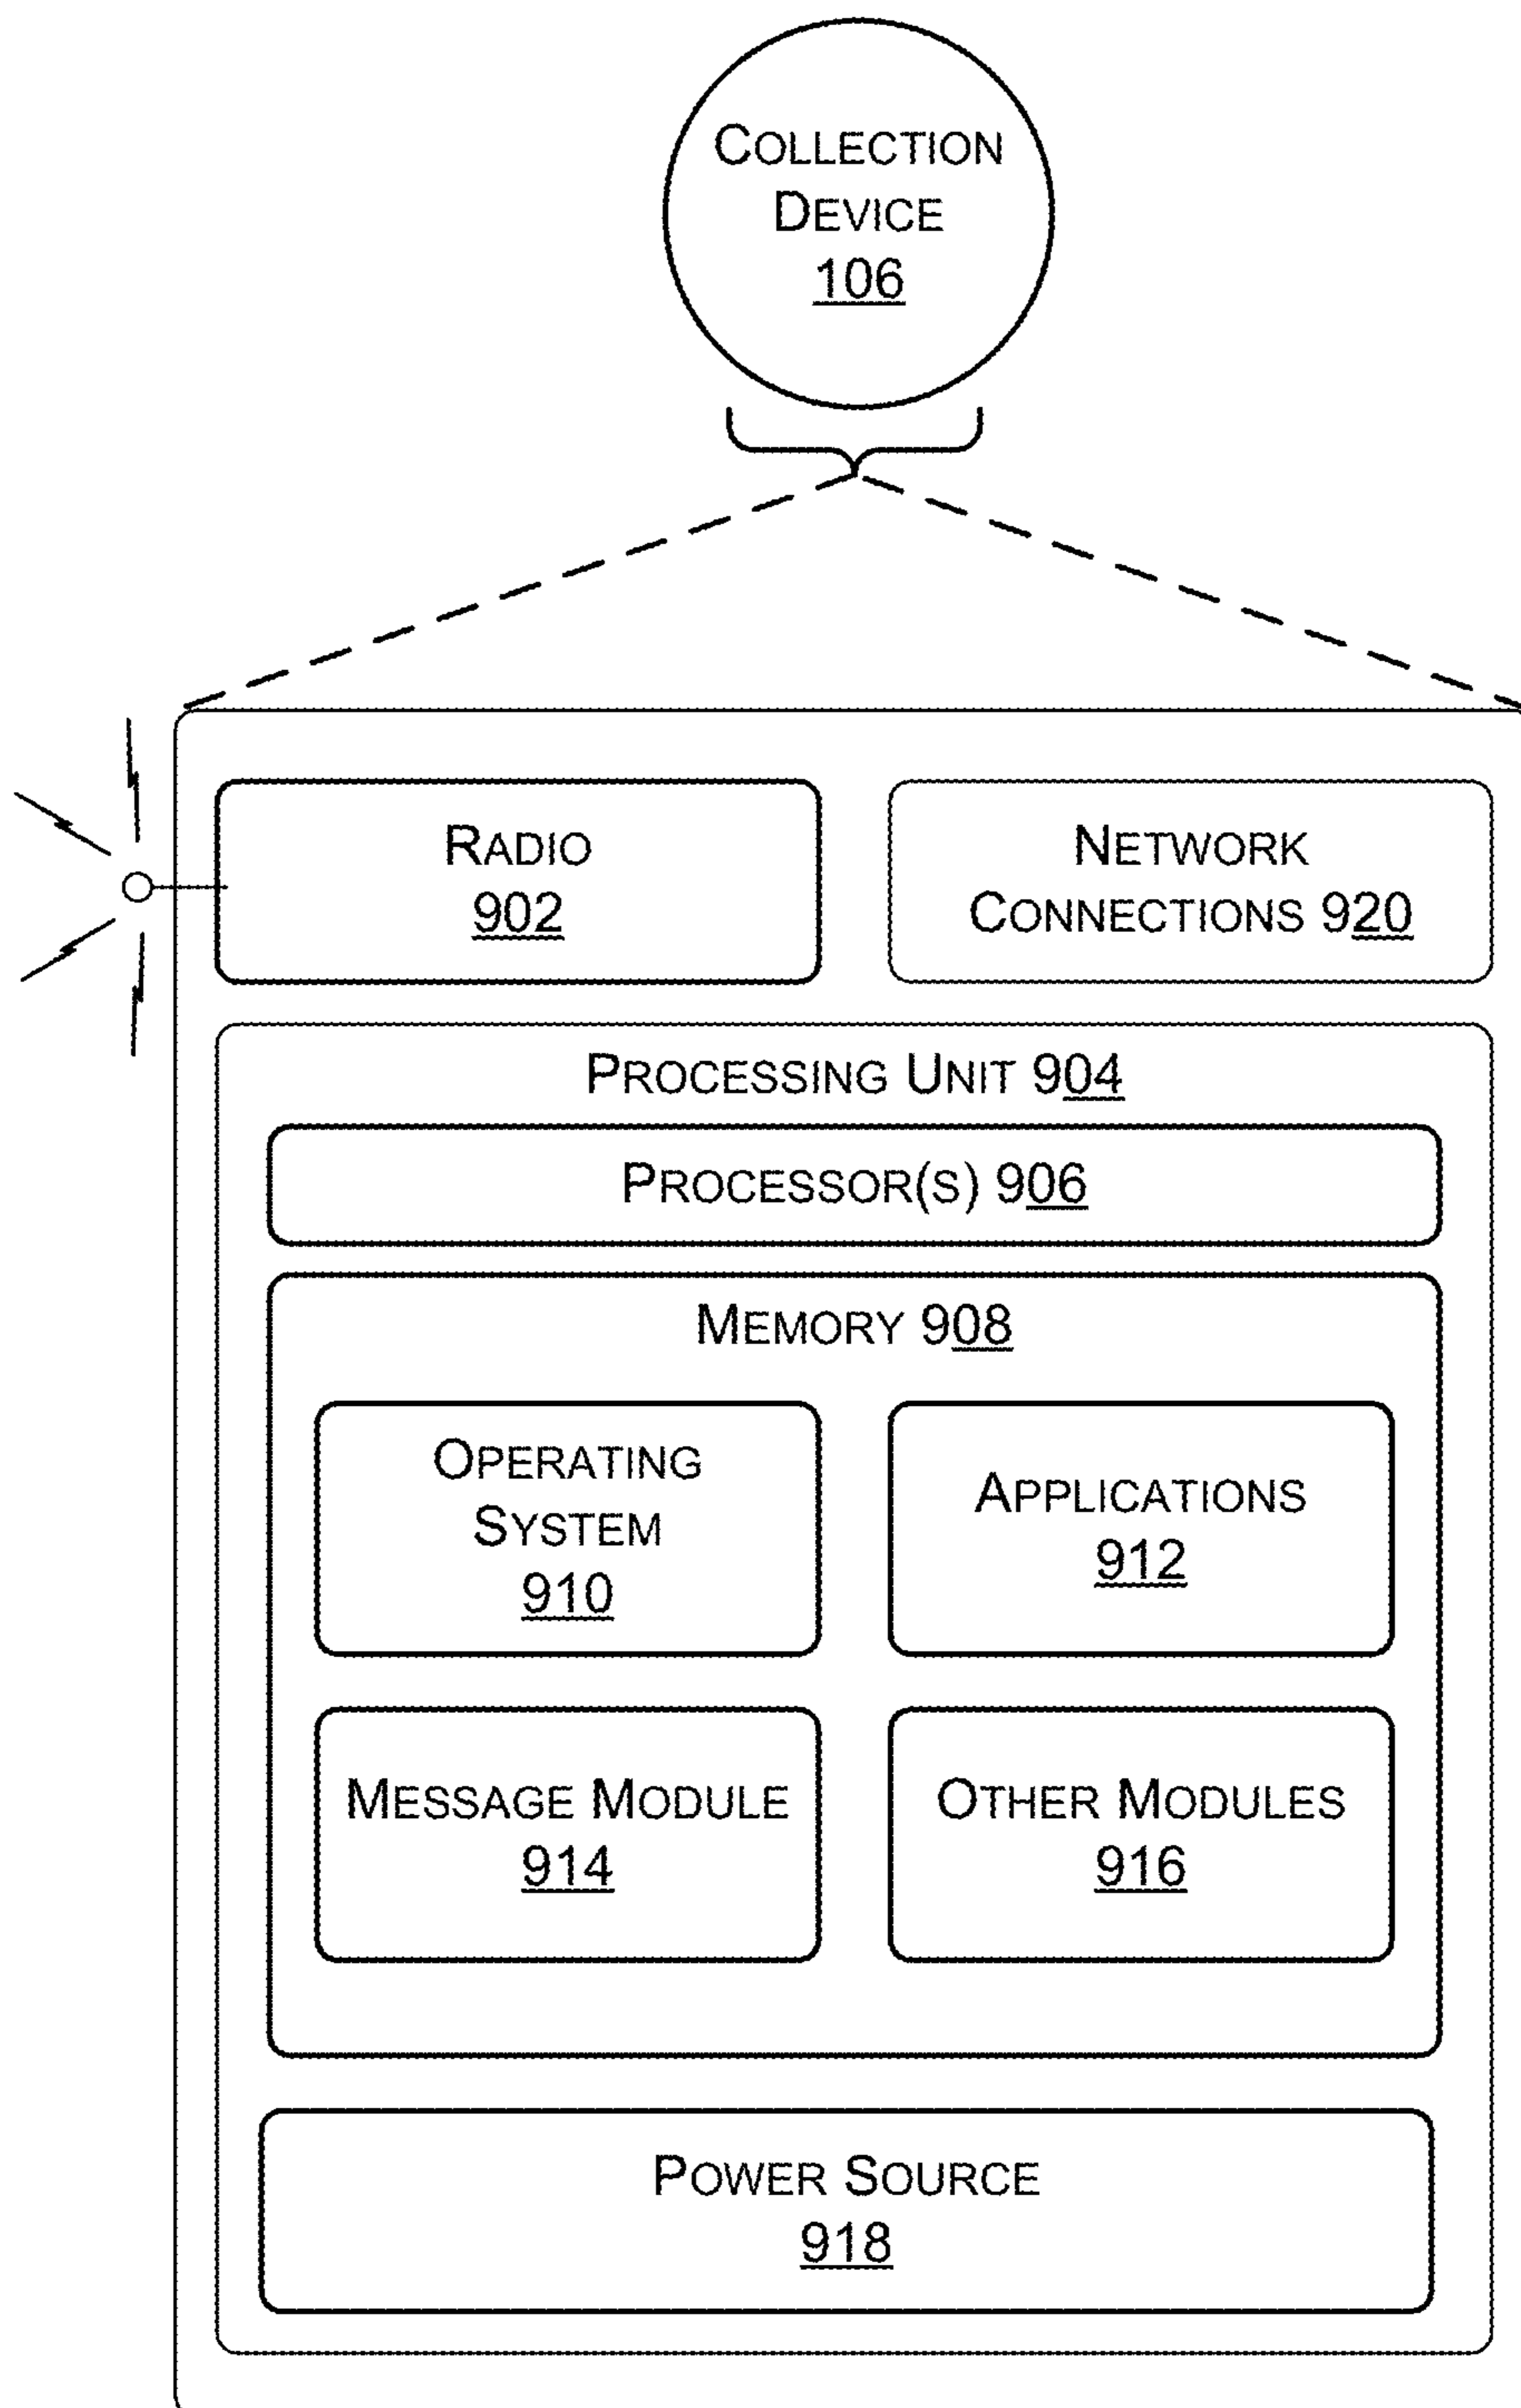 COLLECTION
DEVICE
106
RADIO
902
NETWORK
CONNECTIONS 920
PROCESSING UNIT 904
PROCESSOR(S) 906
MEMORY 908
OPERATING
SYSTEM
910
APPLICATIONS
912
MESSAGE MODULE
914
OTHER MODULES
916
POWER SOURCE
918